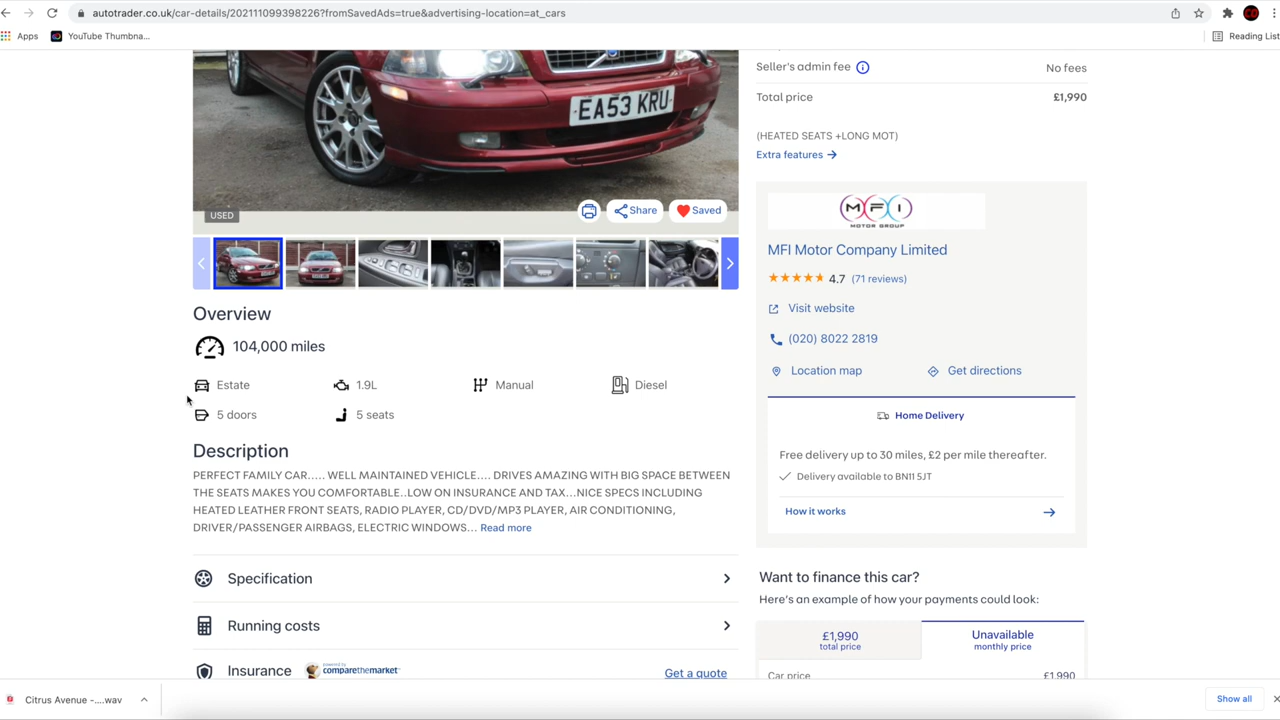 autotrader.co.uk/car-details/202111099398226?fromSavedAds=true&advertising-location=at_cars
Apps
YouTube Thumbna...
Reading List
EA53 KRU
USED
Share
Saved
Overview
104,000 miles
Estate
1.9L
Manual
Diesel
5 doors
5 seats
Description
PERFECT FAMILY CAR..... WELL MAINTAINED VEHICLE.... DRIVES AMAZING WITH BIG SPACE BETWEEN
THE SEATS MAKES YOU COMFORTABLE..LOW ON INSURANCE AND TAX...NICE SPECS INCLUDING
HEATED LEATHER FRONT SEATS, RADIO PLAYER, CD/DVD/MP3 PLAYER, AIR CONDITIONING,
DRIVER/PASSENGER AIRBAGS, ELECTRIC WINDOWS... Read more
Specification
Running costs
Insurance
comparethemarket
Get a quote
Seller's admin fee
No fees
Total price
£1,990
(HEATED SEATS +LONG MOT)
Extra features
MFI
MOTOR GROUP
MFI Motor Company Limited
4.7 (71 reviews)
Visit website
(020) 8022 2819
Location map
Get directions
Home Delivery
Free delivery up to 30 miles, £2 per mile thereafter.
Delivery available to BN11 5JT
How it works
Want to finance this car?
Here's an example of how your payments could look:
£1,990
total price
Unavailable
monthly price
Car price
£1,990
Citrus Avenue -....wav
Show all